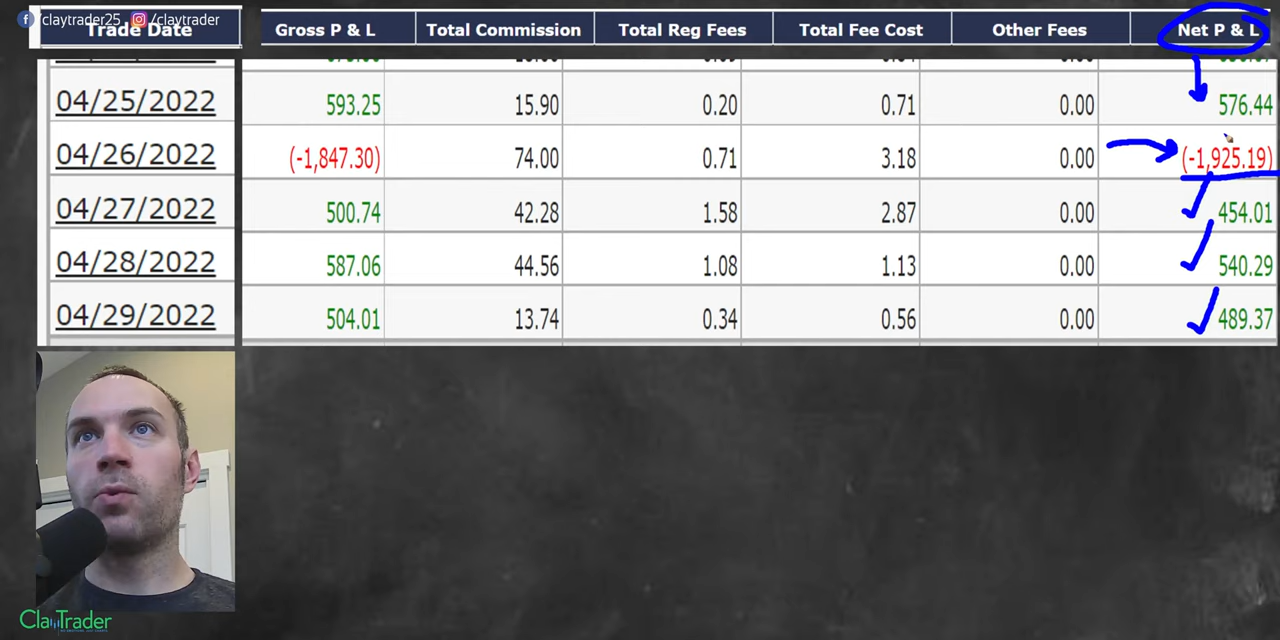 /claytrader25 /claytrader
Trade Date Gross P & L Total Commission Total Reg Fees Total Fee Cost Other Fees Net P & L
04/25/2022 593.25 15.90 0.20 0.71 0.00 576.44
04/26/2022 (-1,847.30) 74.00 0.71 3.18 0.00 (-1,925.19)
04/27/2022 500.74 42.28 1.58 2.87 0.00 454.01
04/28/2022 587.06 44.56 1.08 1.13 0.00 540.29
04/29/2022 504.01 13.74 0.34 0.56 0.00 489.37
ClayTrader